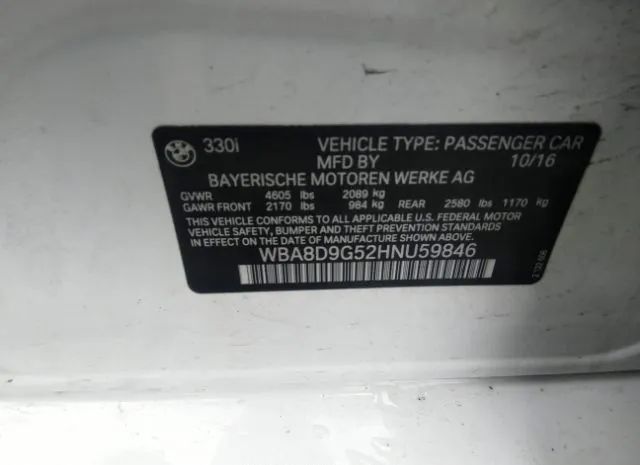 330i VEHICLE TYPE: PASSENGER CAR
MFD BY 10/16
BAYERISCHE MOTOREN WERKE AG
GVWR 4605 lbs 2089 kg
GAWR FRONT 2170 lbs 984 kg REAR 2580 lbs 1170 kg
THIS VEHICLE CONFORMS TO ALL APPLICABLE U.S. FEDERAL MOTOR
VEHICLE SAFETY, BUMPER AND THEFT PREVENTION STANDARDS
IN EFFECT ON THE DATE OF MANUFACTURE SHOWN ABOVE.
WBA8D9G52HNU59846